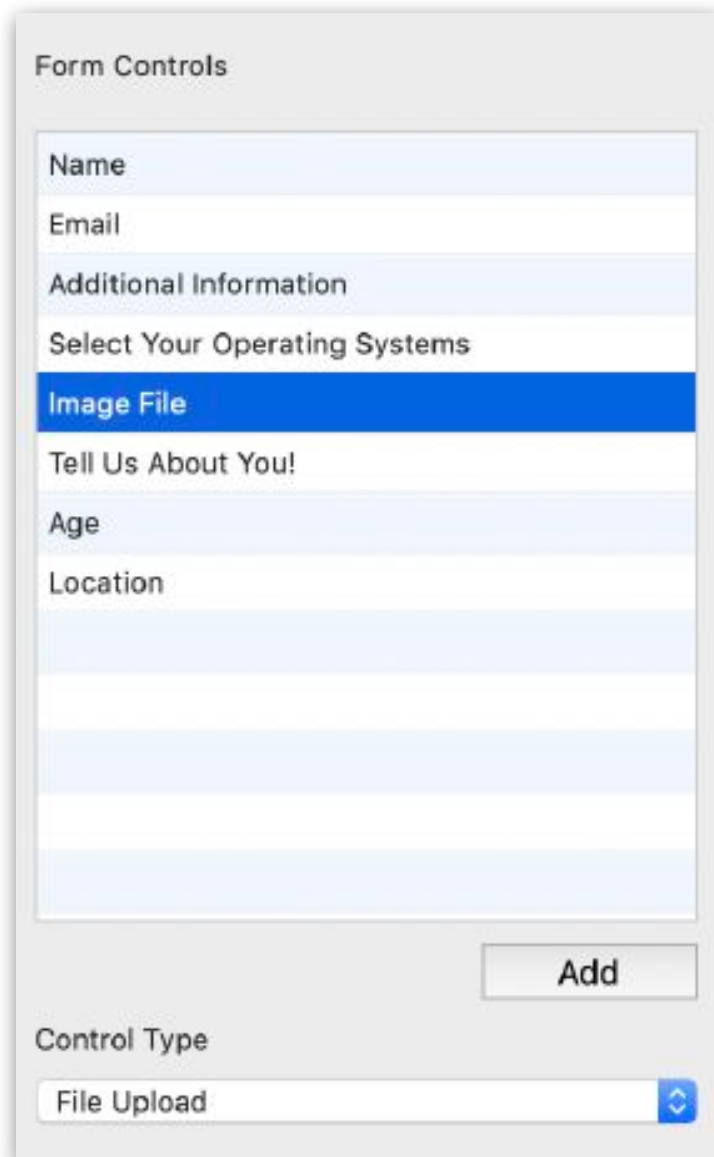 Form Controls
Name
Email
Additional Information
Select Your Operating Systems
Image File
Tell Us About You!
Age
Location
Add
Control Type
File Upload